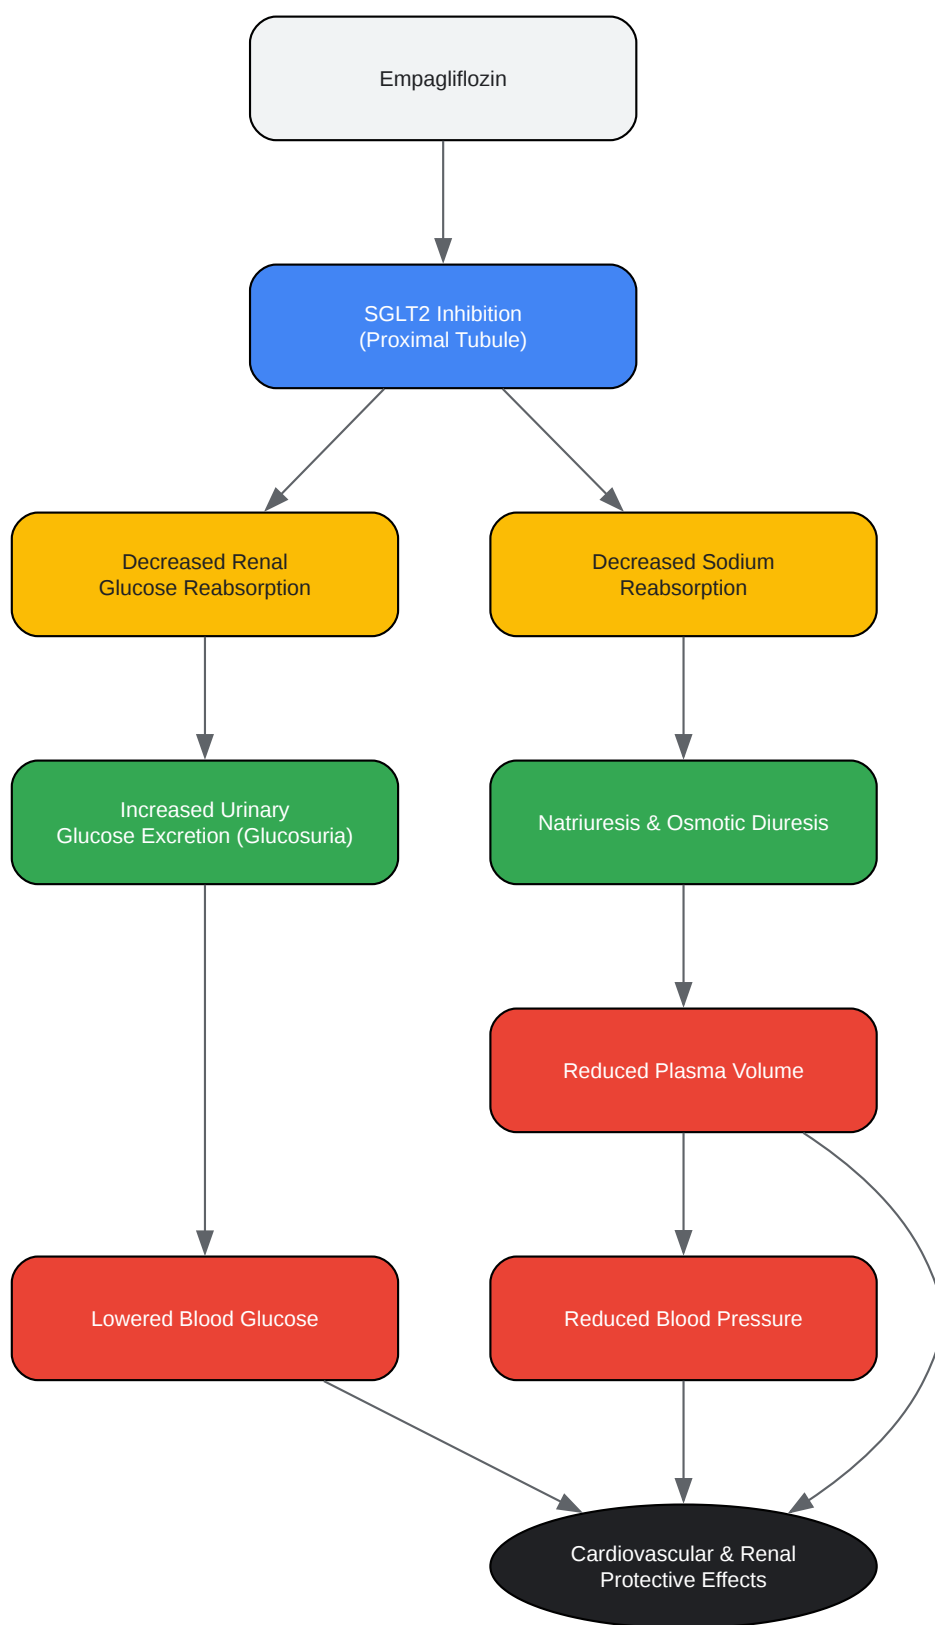 Empagliflozin
SGLT2 Inhibition
(Proximal Tubule)
Decreased Renal
Glucose Reabsorption
Decreased Sodium
Reabsorption
Increased Urinary
Glucose Excretion (Glucosuria)
Natriuresis & Osmotic Diuresis
Reduced Plasma Volume
Lowered Blood Glucose
Reduced Blood Pressure
Cardiovascular & Renal
Protective Effects